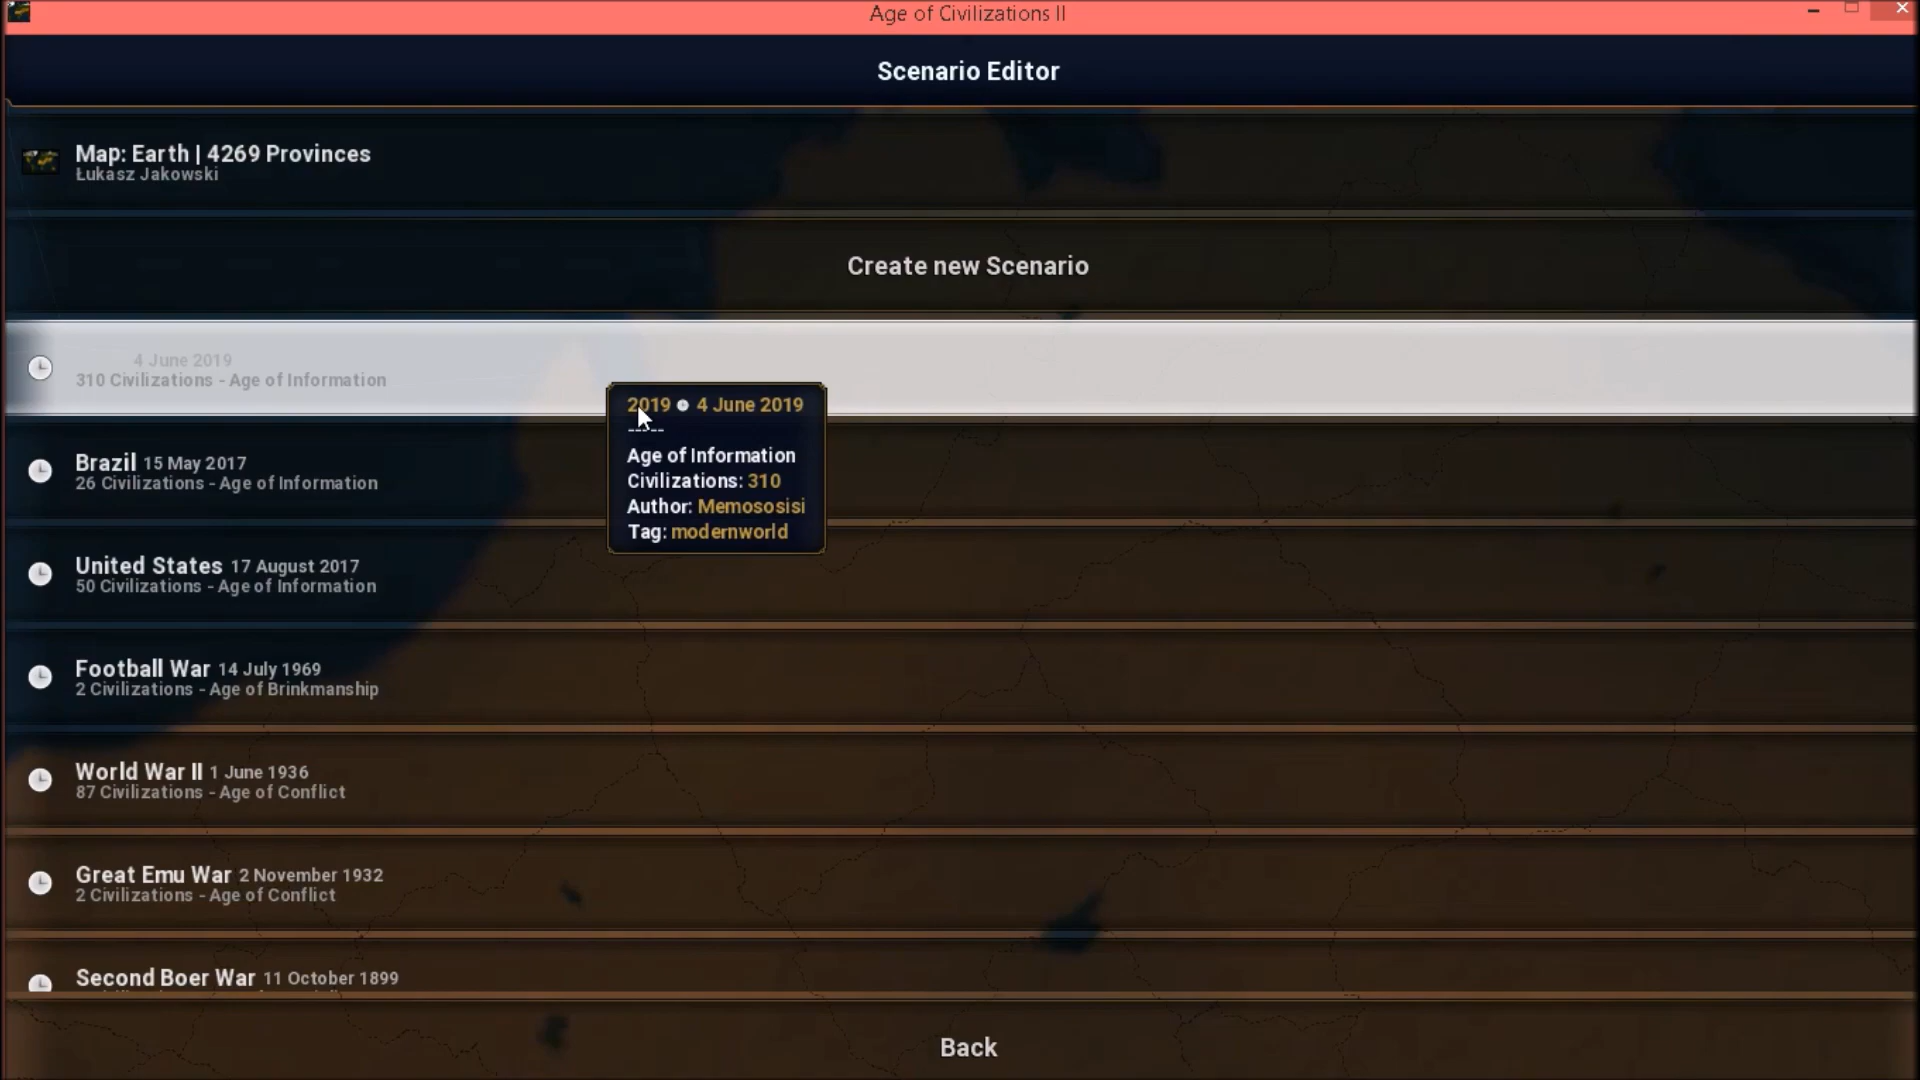 Age of Civilizations II
Scenario Editor
Map: Earth | 4269 Provinces
Łukasz Jakowski
Create new Scenario
4 June 2019
310 Civilizations - Age of Information
2019 4 June 2019
-----
Age of Information
Civilizations: 310
Author: Memososisi
Tag: modernworld
Brazil 15 May 2017
26 Civilizations - Age of Information
United States 17 August 2017
50 Civilizations - Age of Information
Football War 14 July 1969
2 Civilizations - Age of Brinkmanship
World War II 1 June 1936
87 Civilizations - Age of Conflict
Great Emu War 2 November 1932
2 Civilizations - Age of Conflict
Second Boer War 11 October 1899
Back